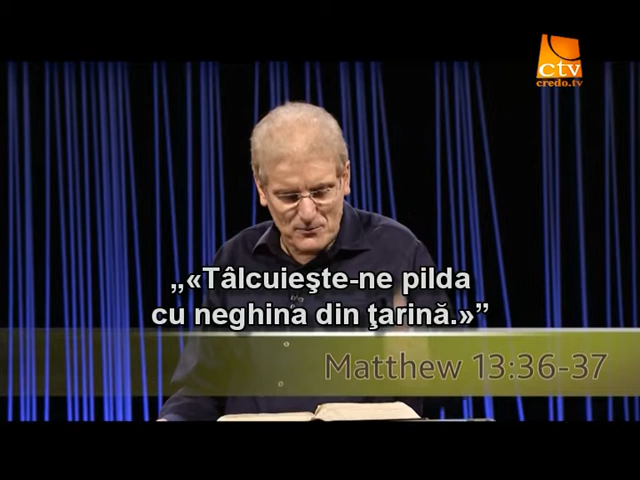 ctv
credo.tv
„«Tâlcuieşte-ne pilda
cu neghina din ţarină.»”
Matthew 13:36-37